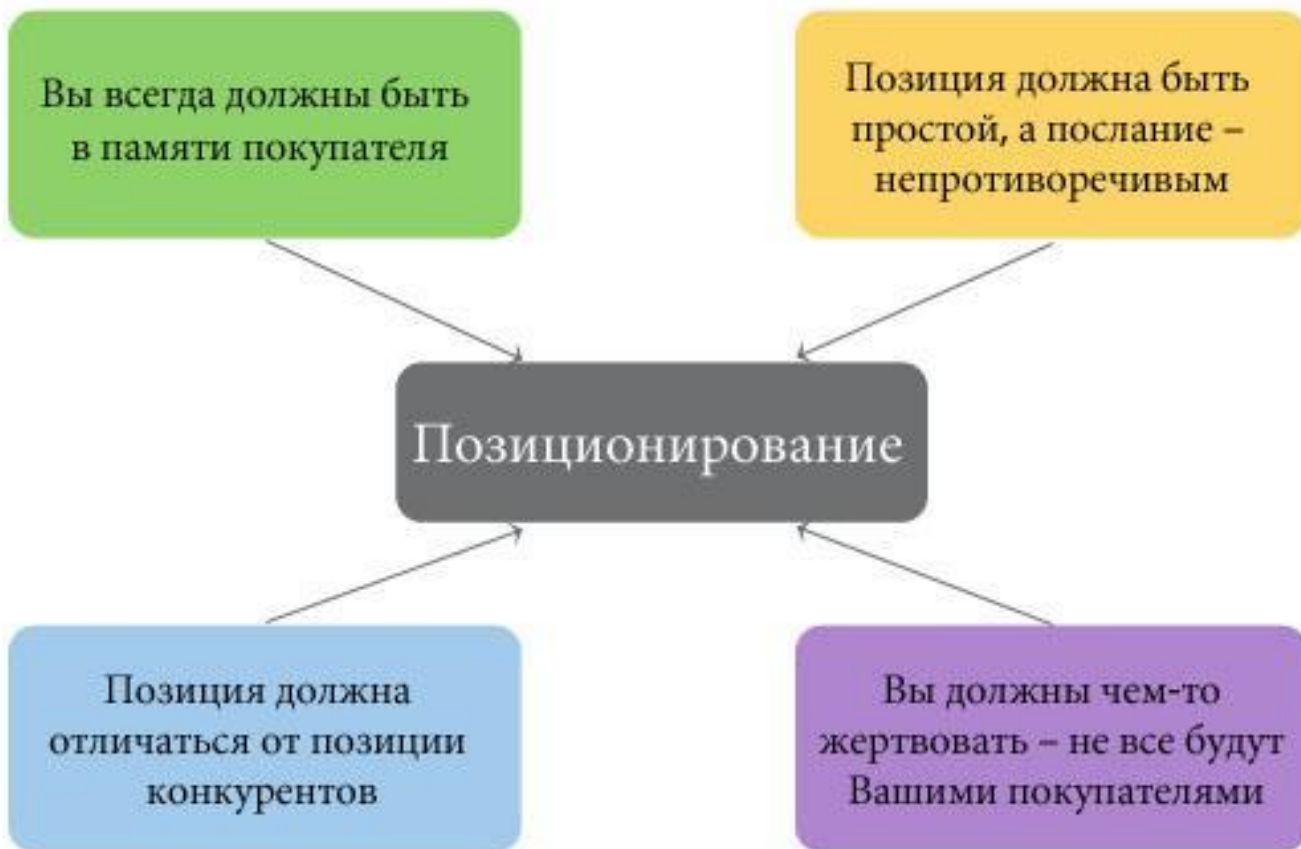 Вы всегда должны быть
в памяти покупателя
Позиция должна быть
простой, а послание –
непротиворечивым
Позиционирование
Позиция должна
отличаться от позиции
конкурентов
Вы должны чем-то
жертвовать – не все будут
Вашими покупателями